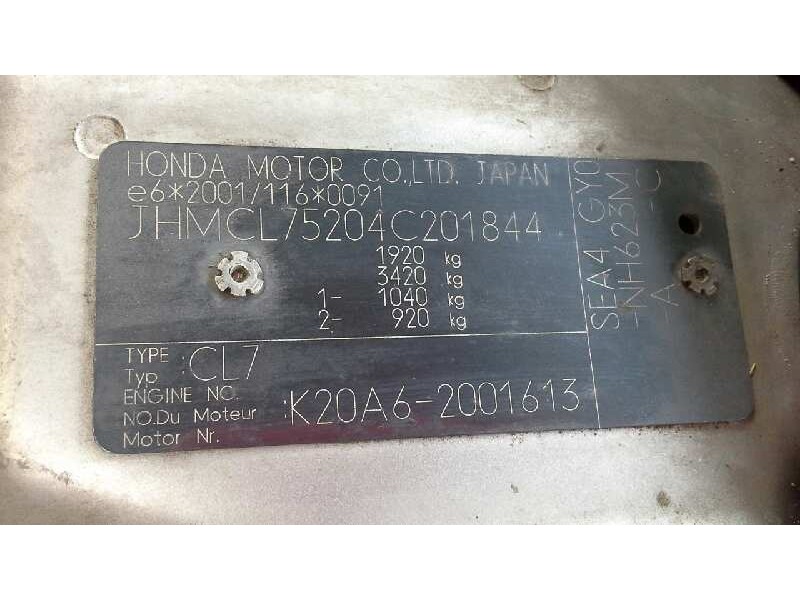 HONDA MOTOR CO.,LTD. JAPAN
e6*2001/116*0091
JHMCL75204C201844
1920 kg
3420 kg
1- 1040 kg
2- 920 kg
TYPE
Typ :CL7
ENGINE NO.
NO.Du Moteur :K20A6-2001613
Motor Nr.
SEA4 GY0
-NH623M -C
-A